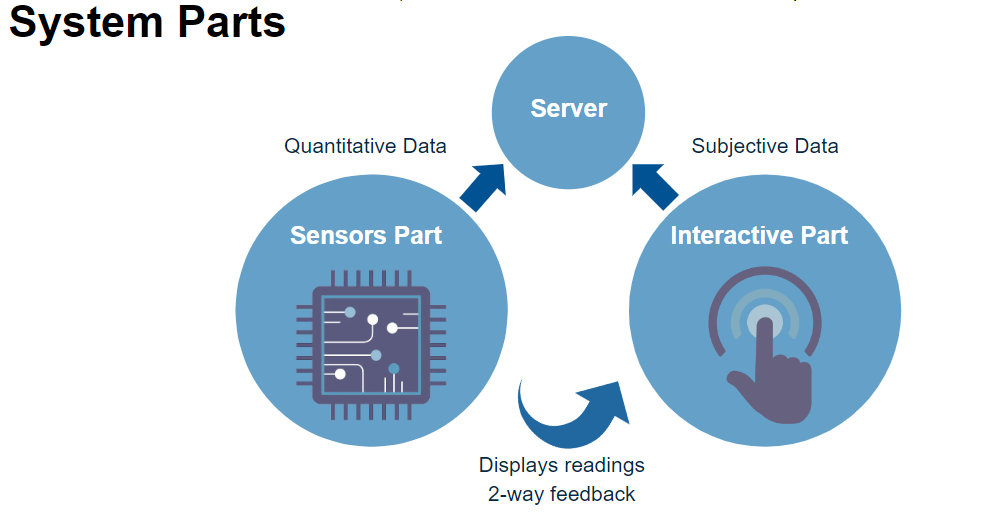 System Parts
Server
Quantitative Data
Subjective Data
Sensors Part
Interactive Part
Displays readings
2-way feedback